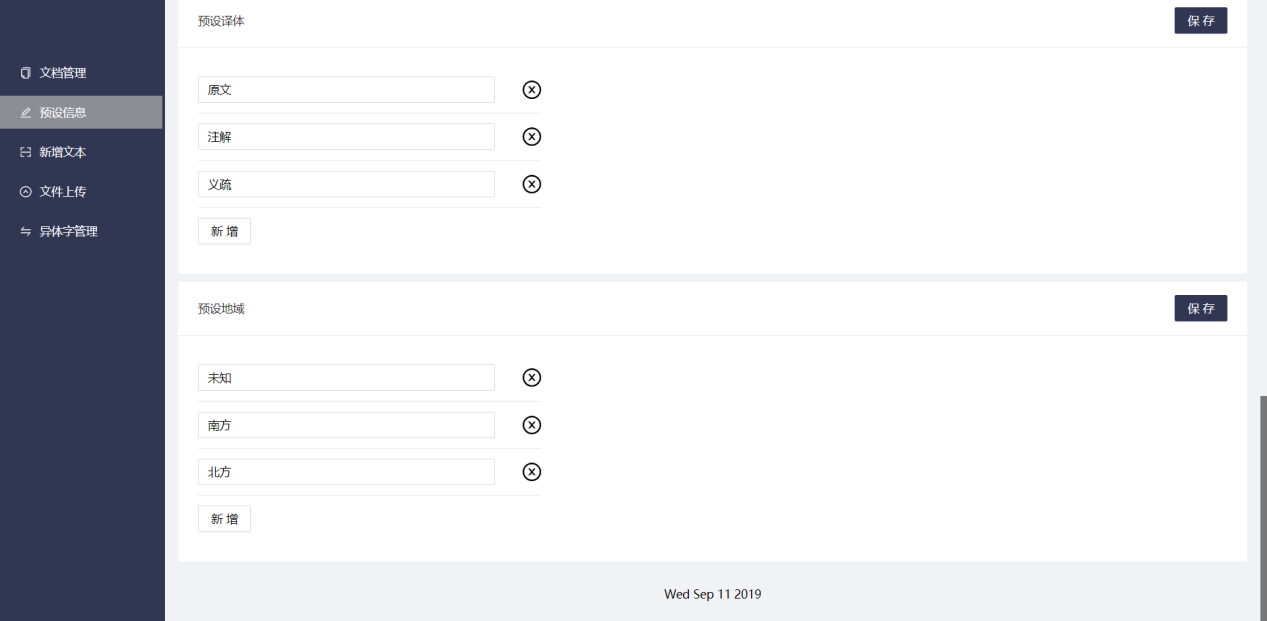 文档管理
预设信息
新增文本
文件上传
异体字管理
预设译体
保 存
原文
注解
义疏
新 增
预设地域
保 存
未知
南方
北方
新 增
Wed Sep 11 2019